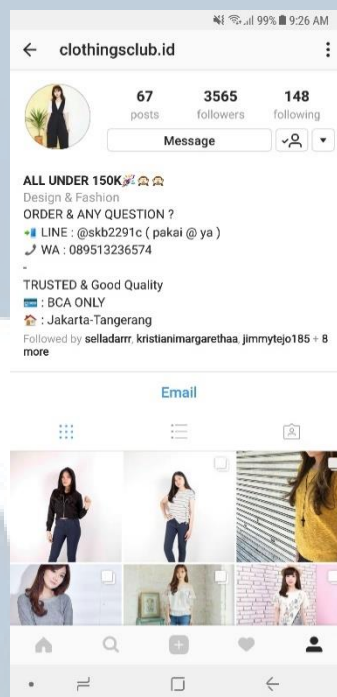 99% 9:26 AM
clothingsclub.id
67 3565 148
posts followers following
Message
ALL UNDER 150K🎉🙊🙊
Design & Fashion
ORDER & ANY QUESTION ?
📲 LINE : @skb2291c ( pakai @ ya )
📞 WA : 089513236574
-
TRUSTED & Good Quality
💳 : BCA ONLY
🏠 : Jakarta-Tangerang
Followed by selladarrr, kristianimargarethaa, jimmytejo185 + 8
more
Email